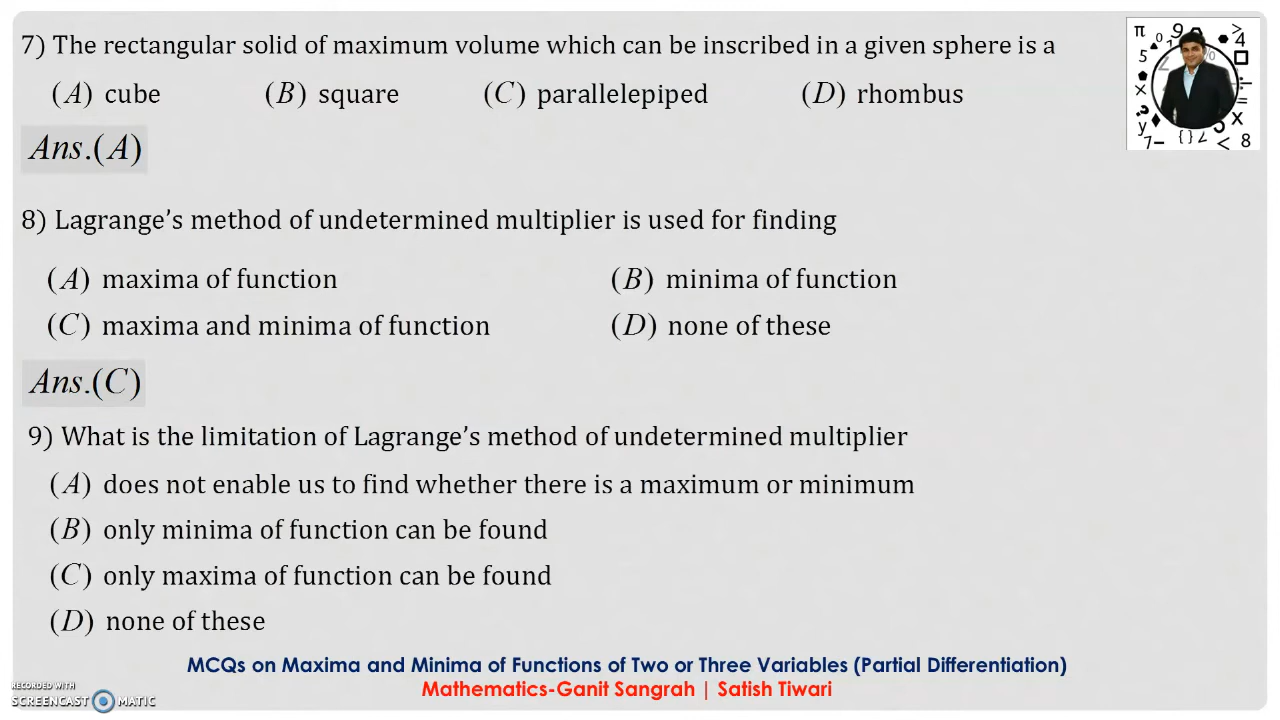 7) The rectangular solid of maximum volume which can be inscribed in a given sphere is a
(A) cube (B) square (C) parallelepiped (D) rhombus
Ans.(A)
8) Lagrange’s method of undetermined multiplier is used for finding
(A) maxima of function (B) minima of function
(C) maxima and minima of function (D) none of these
Ans.(C)
9) What is the limitation of Lagrange’s method of undetermined multiplier
(A) does not enable us to find whether there is a maximum or minimum
(B) only minima of function can be found
(C) only maxima of function can be found
(D) none of these
MCQs on Maxima and Minima of Functions of Two or Three Variables (Partial Differentiation)
Mathematics-Ganit Sangrah | Satish Tiwari
RECORDED WITH
SCREENCAST MATIC